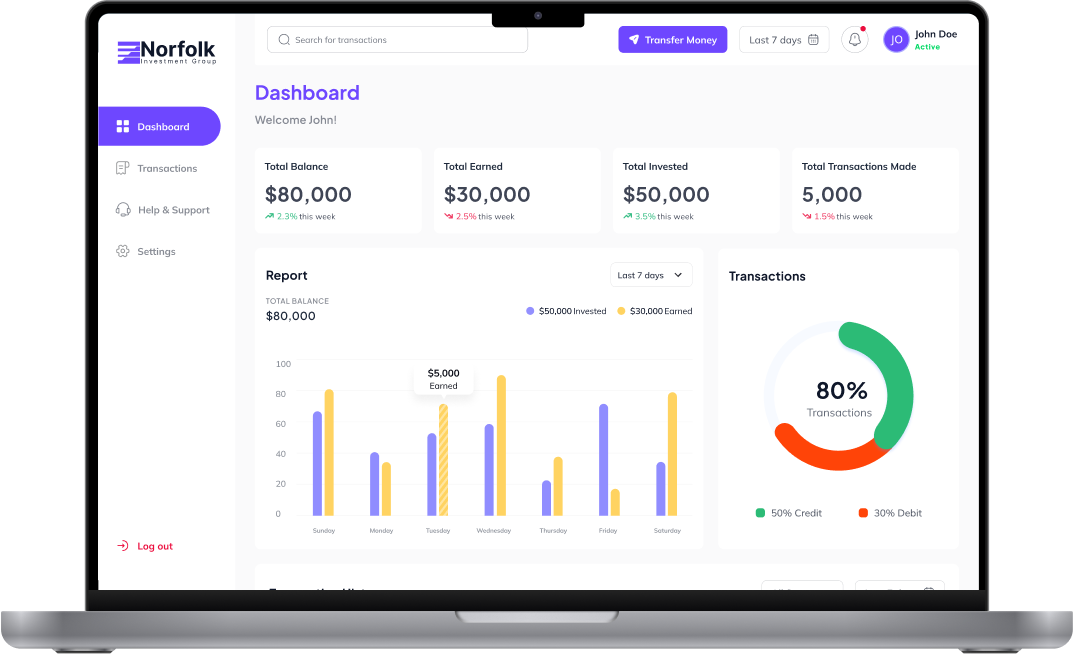 Norfolk
Investment Group
Search for transactions
Transfer Money
Last 7 days
JO
John Doe
Active
Dashboard
Transactions
Help & Support
Settings
Log out
Dashboard
Welcome John!
Total Balance
$80,000
2.3% this week
Total Earned
$30,000
2.5% this week
Total Invested
$50,000
3.5% this week
Total Transactions Made
5,000
1.5% this week
Report
Last 7 days
TOTAL BALANCE
$80,000
$50,000 Invested
$30,000 Earned
100
80
60
40
20
0
$5,000
Earned
Sunday
Monday
Tuesday
Wednesday
Thursday
Friday
Saturday
Transactions
80%
Transactions
50% Credit
30% Debit